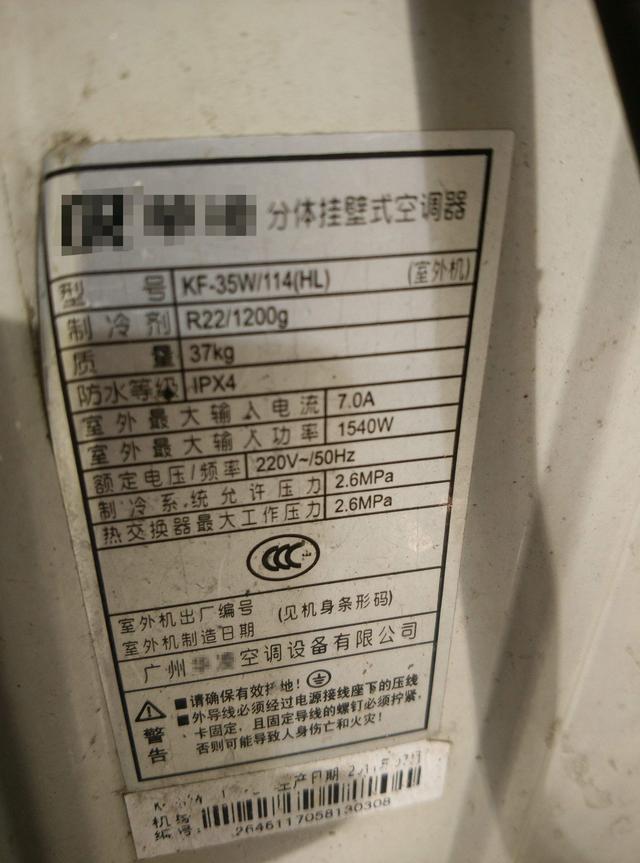 分体挂壁式空调器
型号 KF-35W/114(HL) (室外机)
制冷剂 R22/1200g
质量 37kg
防水等级 IPX4
室外最大输入电流 7.0A
室外最大输入功率 1540W
额定电压/频率 220V~/50Hz
制冷系统允许压力 2.6MPa
热交换器最大工作压力 2.6MPa
室外机出厂编号 (见机身条形码)
室外机制造日期
广州 空调设备有限公司
警告
■请确保有效接地!
■外导线必须经过电源接线座下的压线
卡固定,且固定导线的螺钉必须拧紧,
否则可能导致人身伤亡和火灾!
生产日期
编号:
2646117058130308